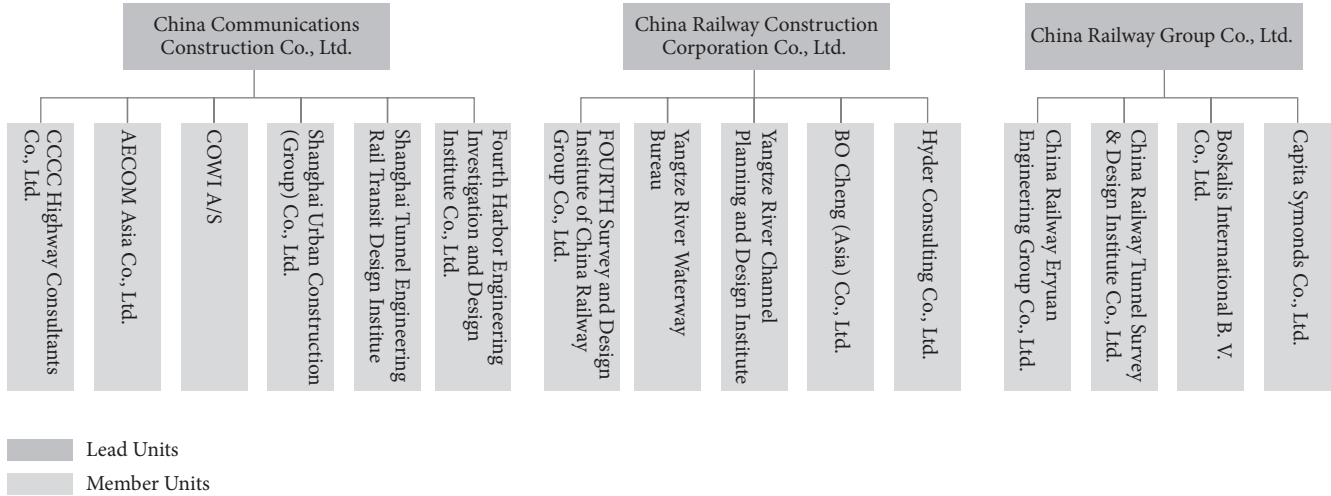 China Communications
Construction Co., Ltd.
CCCC Highway Consultants
Co., Ltd.
AECOM Asia Co., Ltd.
COWI A/S
Shanghai Urban Construction
(Group) Co., Ltd.
Shanghai Tunnel Engineering
Rail Transit Design Institue
Fourth Harbor Engineering
Investigation and Design
Institute Co., Ltd.
China Railway Construction
Corporation Co., Ltd.
FOURTH Survey and Design
Institute of China Railway
Group Co., Ltd.
Yangtze River Waterway
Bureau
Yangtze River Channel
Planning and Design Institute
BO Cheng (Asia) Co., Ltd.
Hyder Consulting Co., Ltd.
China Railway Group Co., Ltd.
China Railway Eryuan
Engineering Group Co., Ltd.
China Railway Tunnel Survey
& Design Institute Co., Ltd.
Boskalis International B. V.
Co., Ltd.
Capita Symonds Co., Ltd.
Lead Units
Member Units